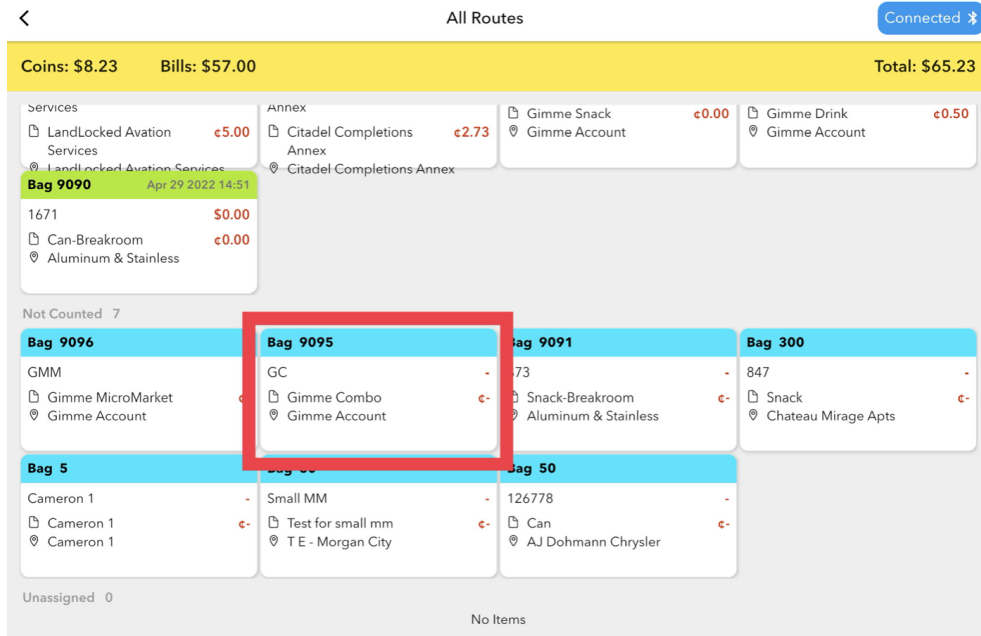 All Routes
Connected
Coins: $8.23 Bills: $57.00 Total: $65.23
Services
LandLocked Avation ¢5.00
Services
LandLocked Avation Services
Annex
Citadel Completions ¢2.73
Annex
Citadel Completions Annex
Gimme Snack ¢0.00
Gimme Account
Gimme Drink ¢0.50
Gimme Account
Bag 9090 Apr 29 2022 14:51
1671 $0.00
Can-Breakroom ¢0.00
Aluminum & Stainless
Not Counted 7
Bag 9096
GMM
Gimme MicroMarket
Gimme Account
Bag 9095
GC -
Gimme Combo ¢-
Gimme Account
Bag 9091
73 -
Snack-Breakroom ¢-
Aluminum & Stainless
Bag 300
847 -
Snack ¢-
Chateau Mirage Apts
Bag 5
Cameron 1 -
Cameron 1 ¢-
Cameron 1
Small MM -
Test for small mm ¢-
T E - Morgan City
Bag 50
126778 -
Can ¢-
AJ Dohmann Chrysler
Unassigned 0
No Items